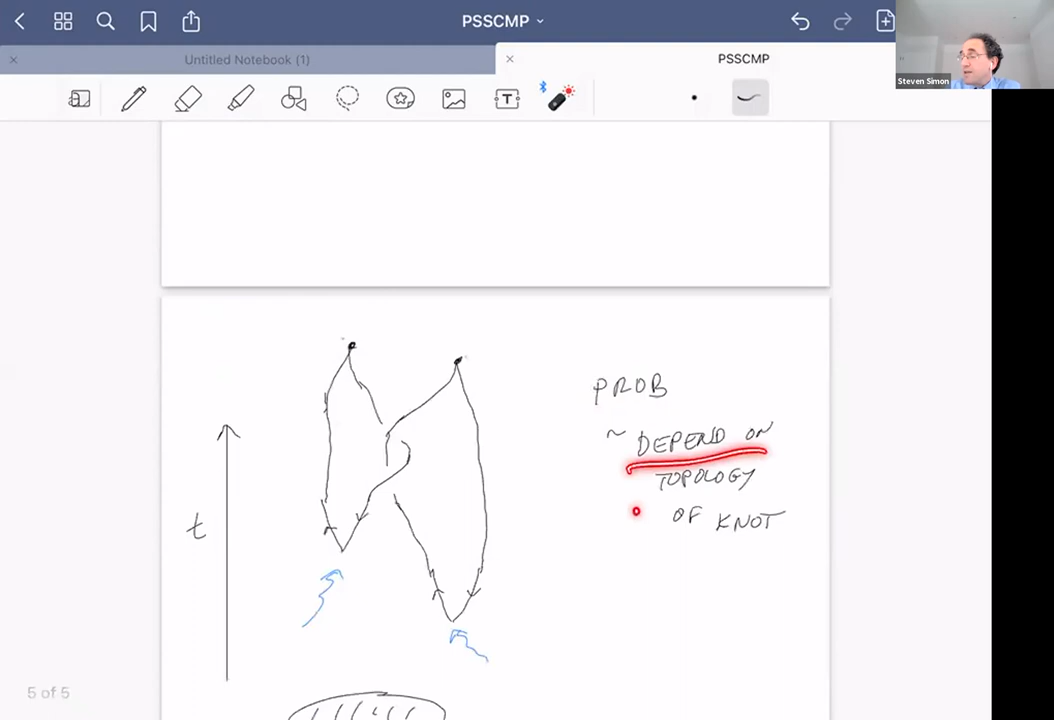 PSSCMP
Untitled Notebook (1)
PSSCMP
Steven Simon
T
PROB
~ DEPEND ON
TOPOLOGY
OF KNOT
t
5 of 5